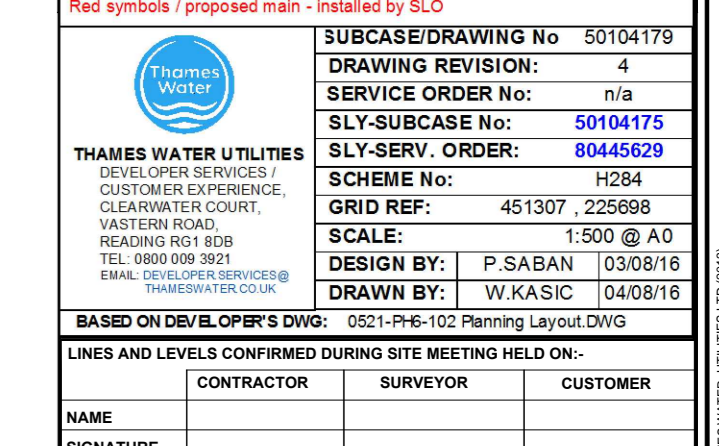 Red symbols / proposed main - installed by SLO
Thames
Water
THAMES WATER UTILITIES
DEVELOPER SERVICES /
CUSTOMER EXPERIENCE,
CLEARWATER COURT,
VASTERN ROAD,
READING RG1 8DB
TEL: 0800 009 3921
EMAIL: DEVELOPER.SERVICES@
THAMESWATER.CO.UK
SUBCASE/DRAWING No 50104179
DRAWING REVISION: 4
SERVICE ORDER No: n/a
SLY-SUBCASE No: 50104175
SLY-SERV. ORDER: 80445629
SCHEME No: H284
GRID REF: 451307 , 225698
SCALE: 1:500 @ A0
DESIGN BY: P.SABAN 03/08/16
DRAWN BY: W.KASIC 04/08/16
BASED ON DEVELOPER'S DWG: 0521-PH6-102 Planning Layout.DWG
LINES AND LEVELS CONFIRMED DURING SITE MEETING HELD ON:-
CONTRACTOR SURVEYOR CUSTOMER
NAME
SIGNATURE